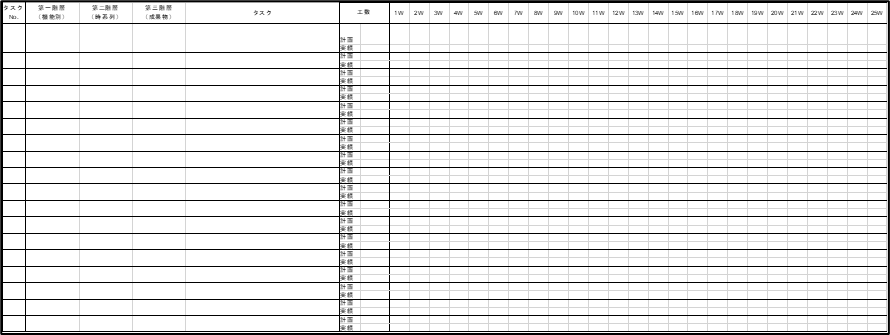 タスク 第一階層 第二階層 第三階層 タスク 工数 1W 2W 3W 4W 5W 6W 7W 8W 9W 10W 11W 12W 13W 14W 15W 16W 17W 18W 19W 20W 21W 22W 23W 24W 25W
No. （機能別） （時系列） （成果物）
計画
実績
計画
実績
計画
実績
計画
実績
計画
実績
計画
実績
計画
実績
計画
実績
計画
実績
計画
実績
計画
実績
計画
実績
計画
実績
計画
実績
計画
実績
計画
実績
計画
実績
計画
実績